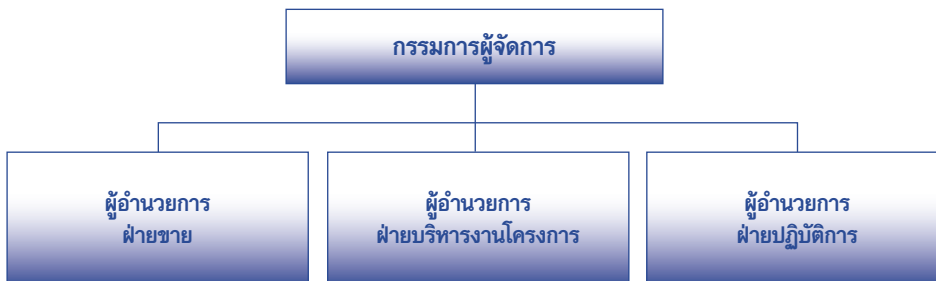 กรรมการผู้จัดการ
ผู้อำนวยการ
ฝ่ายขาย
ผู้อำนวยการ
ฝ่ายบริหารงานโครงการ
ผู้อำนวยการ
ฝ่ายปฏิบัติการ